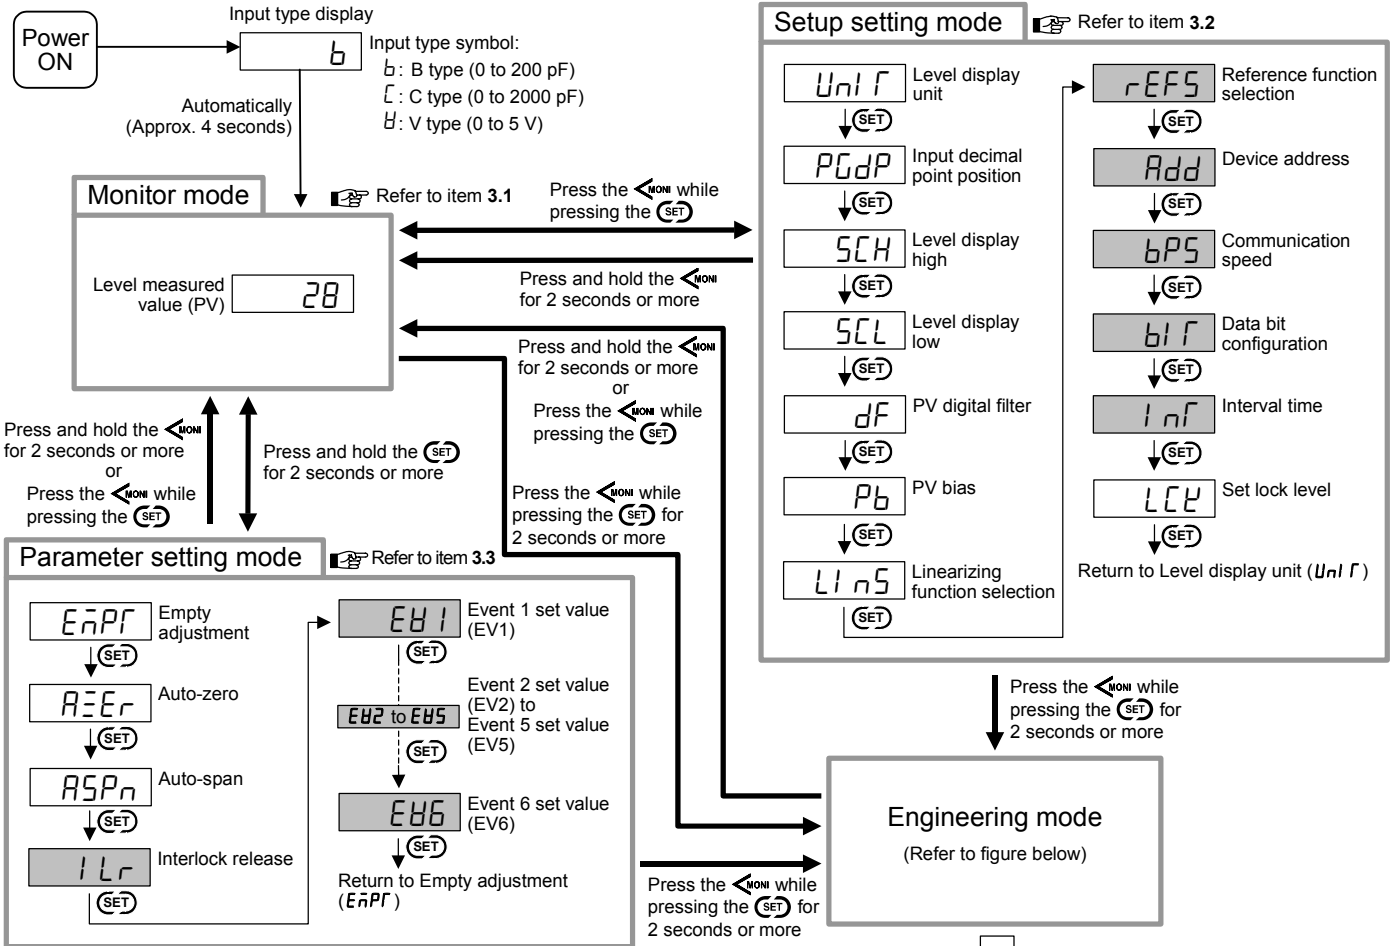 Power
ON
Input type display
b
Input type symbol:
b: B type (0 to 200 pF)
C: C type (0 to 2000 pF)
V: V type (0 to 5 V)
Automatically
(Approx. 4 seconds)
Monitor mode
Refer to item 3.1
Level measured
value (PV)
28
Press the <MONI while
pressing the SET
Press and hold the <MONI
for 2 seconds or more
Press and hold the <MONI
for 2 seconds or more
or
Press the <MONI while
pressing the SET
Press the <MONI while
pressing the SET for
2 seconds or more
Press and hold the <MONI
for 2 seconds or more
or
Press the <MONI while
pressing the SET
Press and hold the SET
for 2 seconds or more
Setup setting mode
Refer to item 3.2
UnIT
Level display
unit
SET
PGdP
Input decimal
point position
SET
SCH
Level display
high
SET
SCL
Level display
low
SET
dF
PV digital filter
SET
Pb
PV bias
SET
LInS
Linearizing
function selection
SET
rEFS
Reference function
selection
SET
Add
Device address
SET
bPS
Communication
speed
SET
bIT
Data bit
configuration
SET
InT
Interval time
SET
LCK
Set lock level
SET
Return to Level display unit (UnIT)
Parameter setting mode
Refer to item 3.3
EmPT
Empty
adjustment
SET
AZEr
Auto-zero
SET
ASPn
Auto-span
SET
ILr
Interlock release
SET
EV1
Event 1 set value
(EV1)
SET
EV2 to EV5
Event 2 set value
(EV2) to
Event 5 set value
(EV5)
SET
EV6
Event 6 set value
(EV6)
SET
Return to Empty adjustment
(EmPT)
Press the <MONI while
pressing the SET for
2 seconds or more
Press the <MONI while
pressing the SET for
2 seconds or more
Engineering mode
(Refer to figure below)